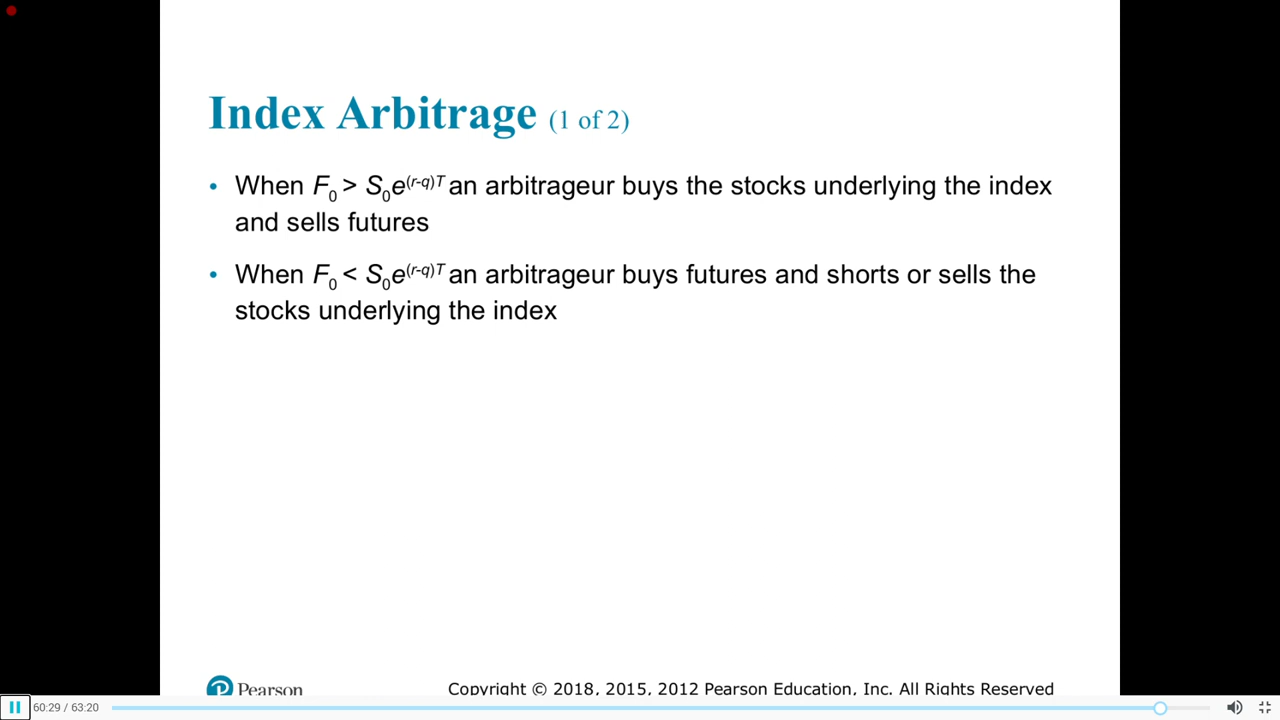 Index Arbitrage (1 of 2)
• When F₀ > S₀e⁽ʳ⁻q⁾ᵀ an arbitrageur buys the stocks underlying the index
and sells futures
• When F₀ < S₀e⁽ʳ⁻q⁾ᵀ an arbitrageur buys futures and shorts or sells the
stocks underlying the index
Pearson
Copyright © 2018, 2015, 2012 Pearson Education, Inc. All Rights Reserved
60:29 / 63:20